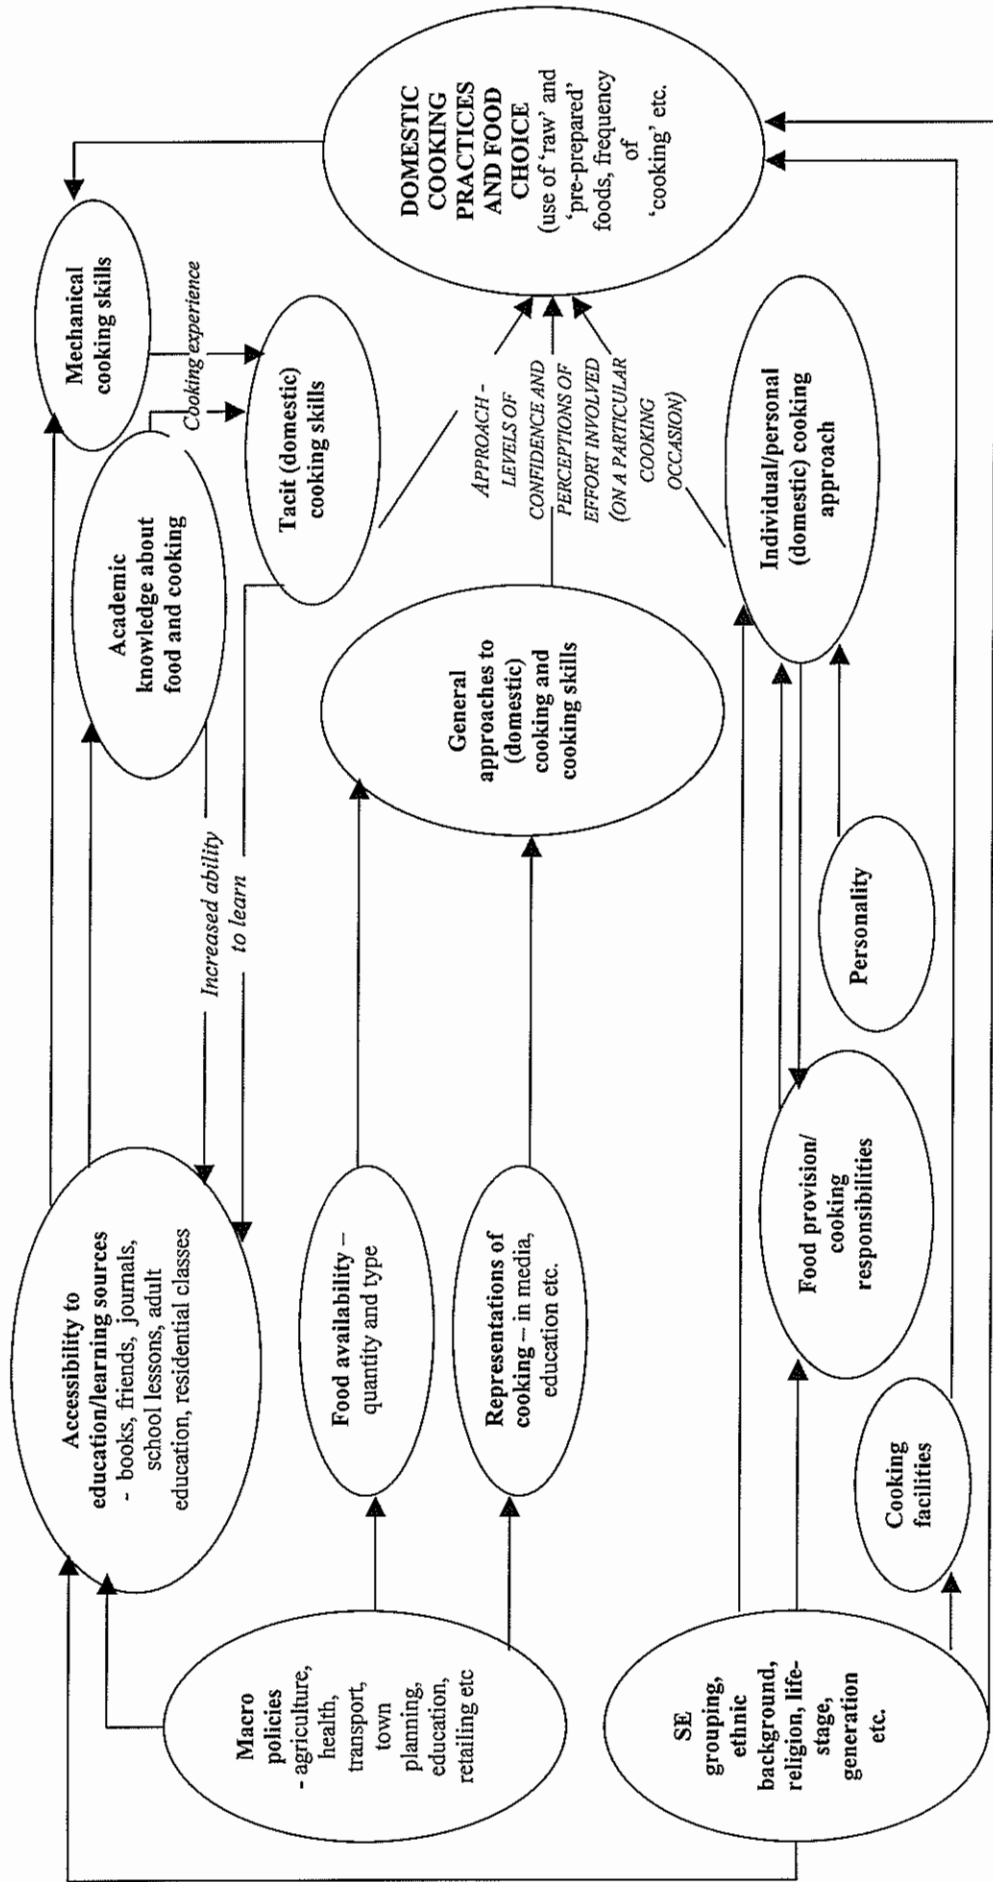 Macro
policies
- agriculture,
health,
transport,
town
planning,
education,
retailing etc
SE
grouping,
ethnic
background,
religion, life-
stage,
generation
etc.
Accessibility to
education/learning sources
- books, friends, journals,
school lessons, adult
education, residential classes
Food availability –
quantity and type
Representations of
cooking – in media,
education etc.
Cooking
facilities
Food provision/
cooking
responsibilities
Personality
Increased ability
to learn
Academic
knowledge about
food and cooking
Mechanical
cooking skills
Cooking experience
Tacit (domestic)
cooking skills
General
approaches to
(domestic)
cooking and
cooking skills
Individual/personal
(domestic) cooking
approach
APPROACH -
LEVELS OF
CONFIDENCE AND
PERCEPTIONS OF
EFFORT INVOLVED
(ON A PARTICULAR
COOKING
OCCASION)
DOMESTIC
COOKING
PRACTICES
AND FOOD
CHOICE
(use of ‘raw’ and
‘pre-prepared’
foods, frequency
of
‘cooking’ etc.